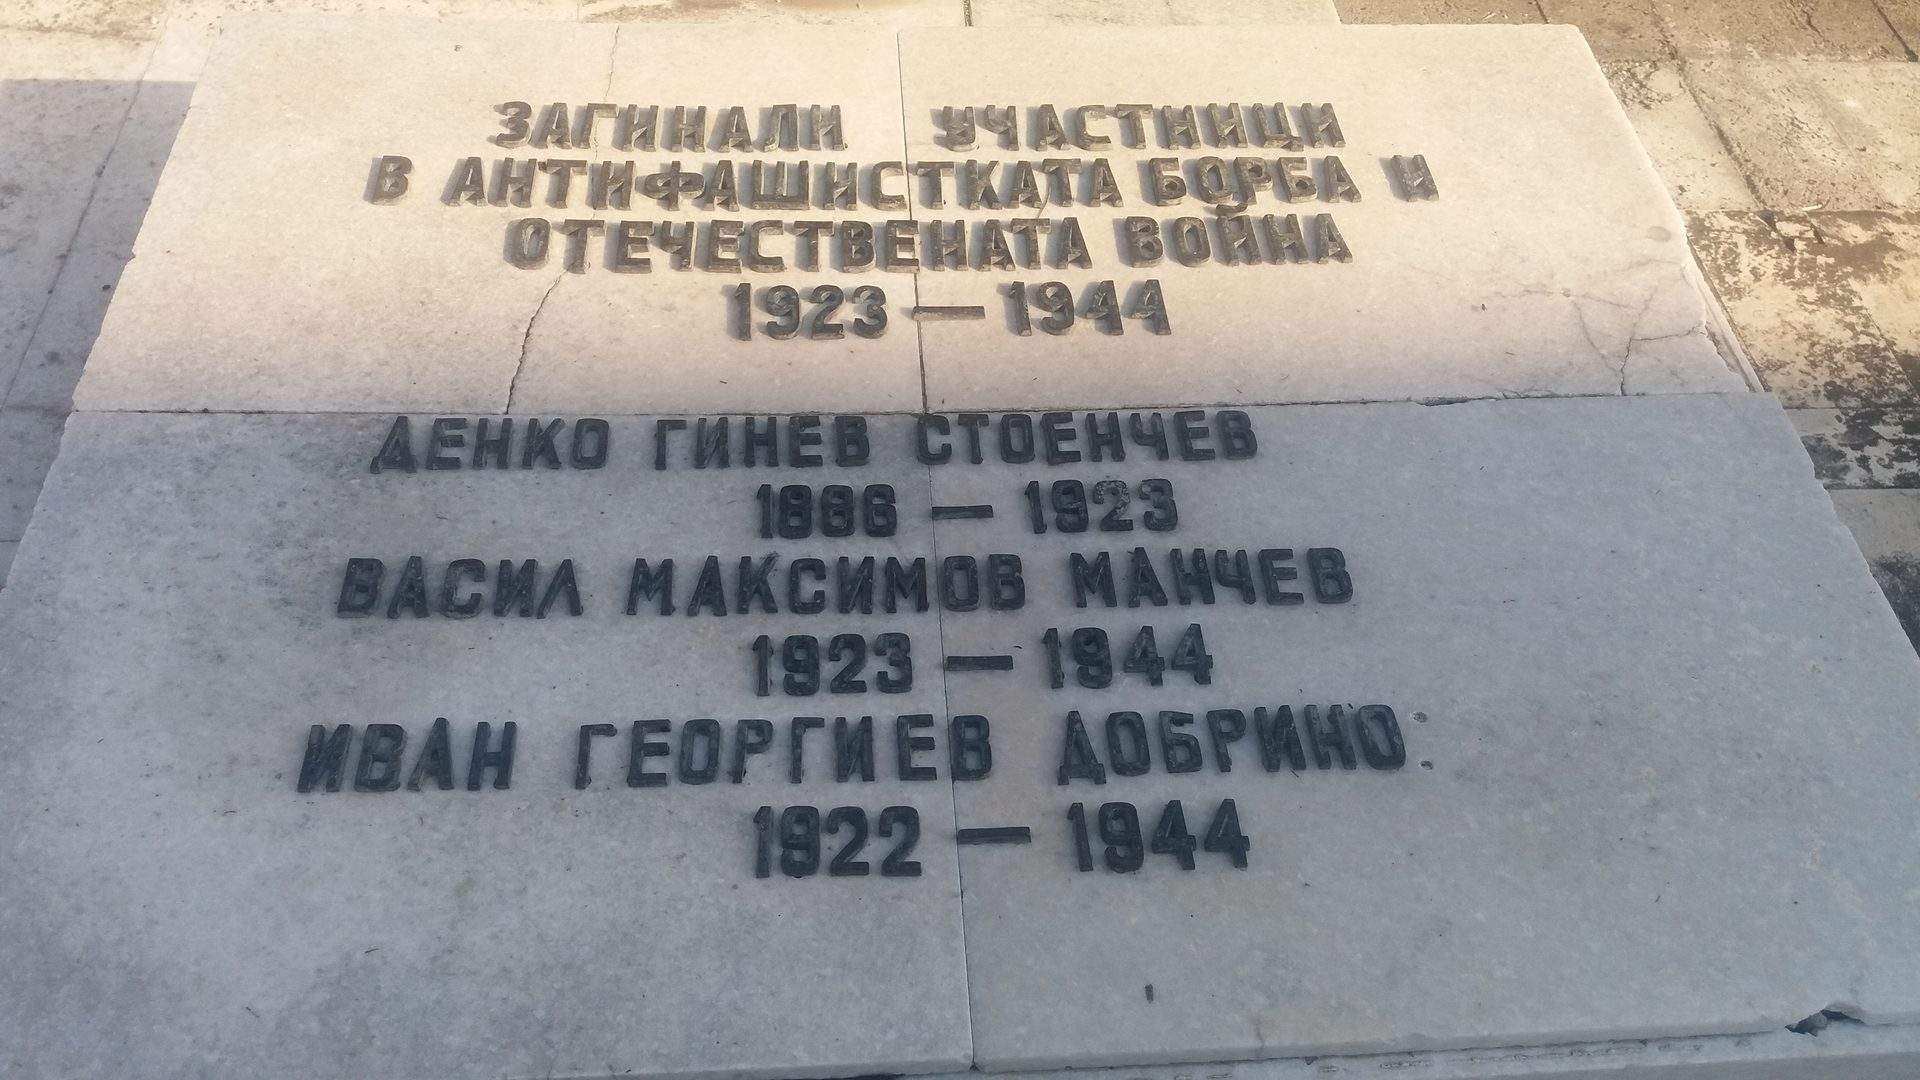 ЗАГИНАЛИ УЧАСТНИЦИ
В АНТИФАШИСТКАТА БОРБА И
ОТЕЧЕСТВЕНАТА ВОЙНА
1923 — 1944
ДЕНКО ГИНЕВ СТОЕНЧЕВ
1886 — 1923
ВАСИЛ МАКСИМОВ МАНЧЕВ
1923 — 1944
ИВАН ГЕОРГИЕВ ДОБРИНО
1922 — 1944